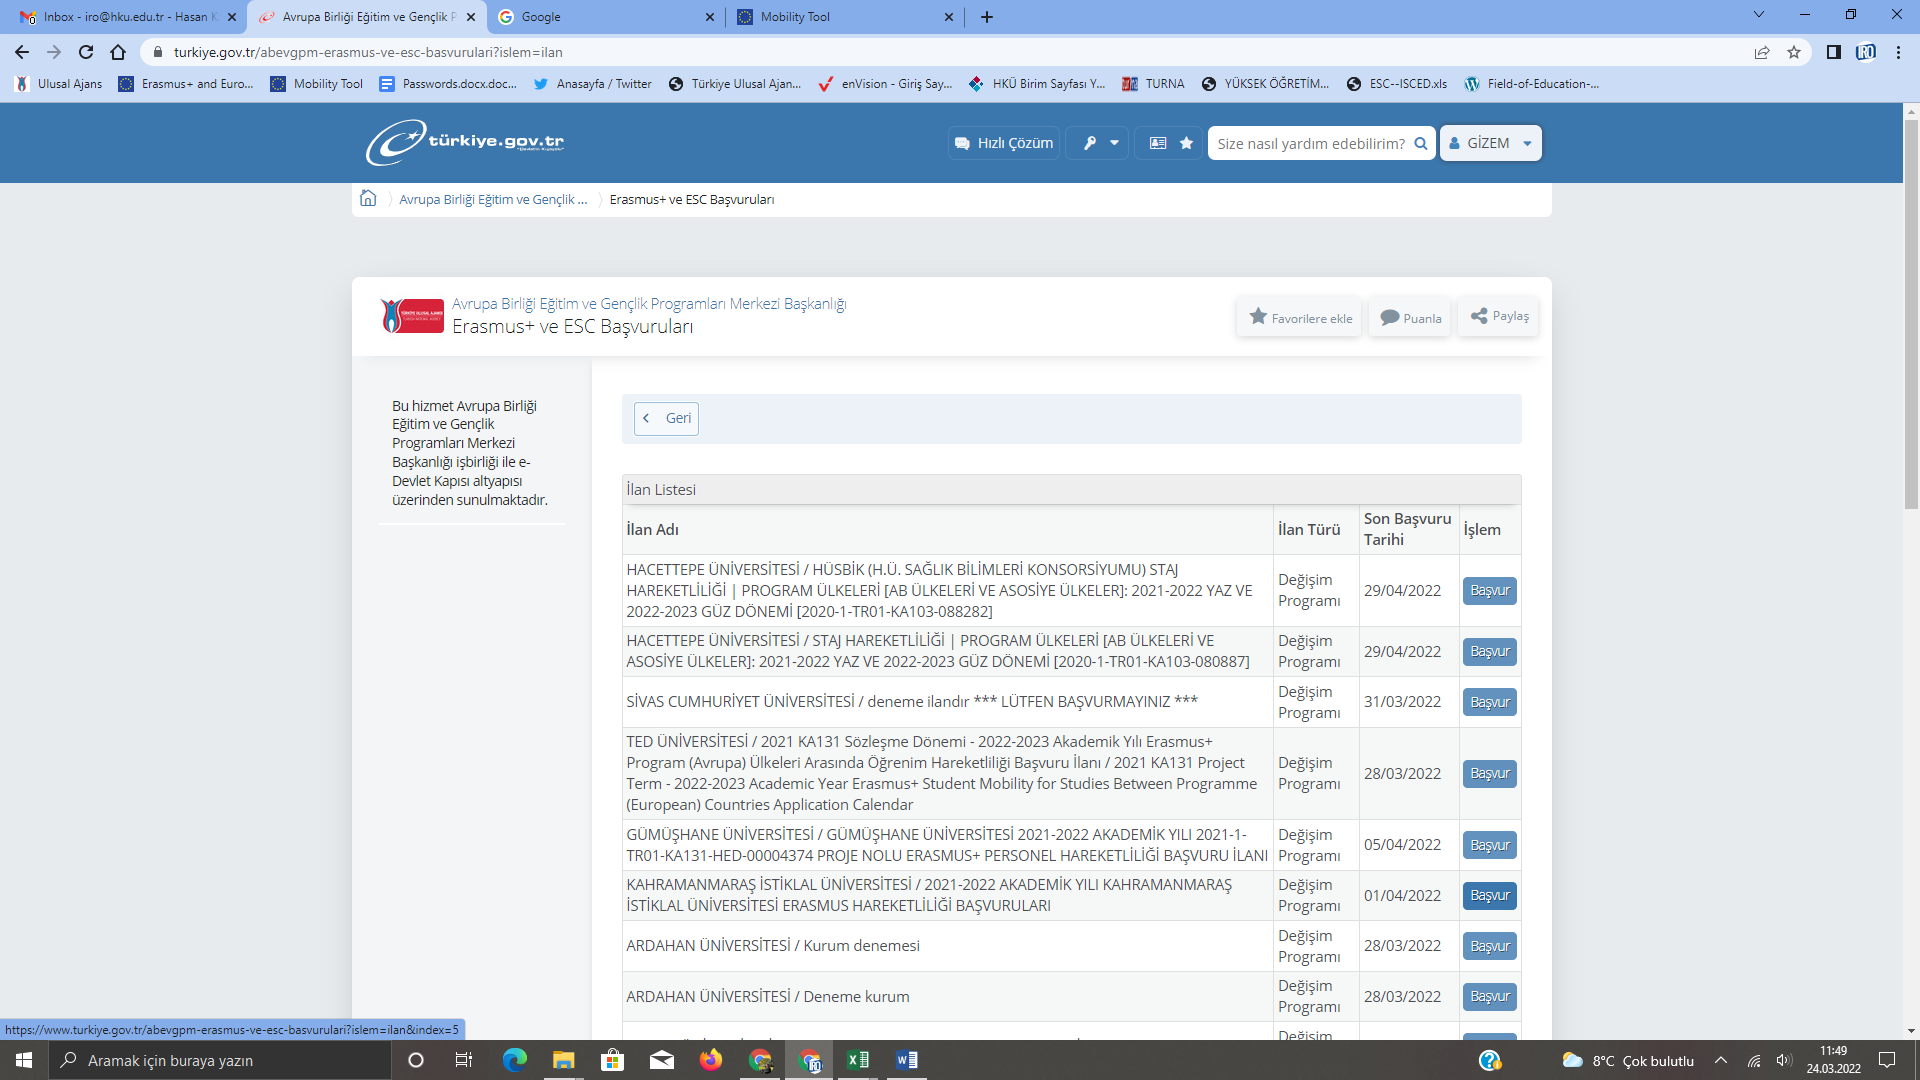 Inbox - iro@hku.edu.tr - Hasan K
Avrupa Birliği Eğitim ve Gençlik P
Google
Mobility Tool
turkiye.gov.tr/abevgpm-erasmus-ve-esc-basvurulari?islem=ilan
Ulusal Ajans
Erasmus+ and Euro...
Mobility Tool
Passwords.docx.doc...
Anasayfa / Twitter
Türkiye Ulusal Ajan...
enVision - Giriş Say...
HKÜ Birim Sayfası Y...
TURNA
YÜKSEK ÖĞRETİM...
ESC--ISCED.xls
Field-of-Education-...
türkiye.gov.tr
Hızlı Çözüm
Size nasıl yardım edebilirim?
GİZEM
Avrupa Birliği Eğitim ve Gençlik ...
Erasmus+ ve ESC Başvuruları
Avrupa Birliği Eğitim ve Gençlik Programları Merkezi Başkanlığı
Erasmus+ ve ESC Başvuruları
Favorilere ekle
Puanla
Paylaş
Bu hizmet Avrupa Birliği
Eğitim ve Gençlik
Programları Merkezi
Başkanlığı işbirliği ile e-
Devlet Kapısı altyapısı
üzerinden sunulmaktadır.
Geri
İlan Listesi
İlan Adı
İlan Türü
Son Başvuru
Tarihi
İşlem
HACETTEPE ÜNİVERSİTESİ / HÜSBİK (H.Ü. SAĞLIK BİLİMLERİ KONSORSİYUMU) STAJ
HAREKETLİLİĞİ | PROGRAM ÜLKELERİ [AB ÜLKELERİ VE ASOSİYE ÜLKELER]: 2021-2022 YAZ VE
2022-2023 GÜZ DÖNEMİ [2020-1-TR01-KA103-088282]
Değişim
Programı
29/04/2022
Başvur
HACETTEPE ÜNİVERSİTESİ / STAJ HAREKETLİLİĞİ | PROGRAM ÜLKELERİ [AB ÜLKELERİ VE
ASOSİYE ÜLKELER]: 2021-2022 YAZ VE 2022-2023 GÜZ DÖNEMİ [2020-1-TR01-KA103-080887]
Değişim
Programı
29/04/2022
Başvur
SİVAS CUMHURİYET ÜNİVERSİTESİ / deneme ilandır *** LÜTFEN BAŞVURMAYINIZ ***
Değişim
Programı
31/03/2022
Başvur
TED ÜNİVERSİTESİ / 2021 KA131 Sözleşme Dönemi - 2022-2023 Akademik Yılı Erasmus+
Program (Avrupa) Ülkeleri Arasında Öğrenim Hareketliliği Başvuru İlanı / 2021 KA131 Project
Term - 2022-2023 Academic Year Erasmus+ Student Mobility for Studies Between Programme
(European) Countries Application Calendar
Değişim
Programı
28/03/2022
Başvur
GÜMÜŞHANE ÜNİVERSİTESİ / GÜMÜŞHANE ÜNİVERSİTESİ 2021-2022 AKADEMİK YILI 2021-1-
TR01-KA131-HED-00004374 PROJE NOLU ERASMUS+ PERSONEL HAREKETLİLİĞİ BAŞVURU İLANI
Değişim
Programı
05/04/2022
Başvur
KAHRAMANMARAŞ İSTİKLAL ÜNİVERSİTESİ / 2021-2022 AKADEMİK YILI KAHRAMANMARAŞ
İSTİKLAL ÜNİVERSİTESİ ERASMUS HAREKETLİLİĞİ BAŞVURULARI
Değişim
Programı
01/04/2022
Başvur
ARDAHAN ÜNİVERSİTESİ / Kurum denemesi
Değişim
Programı
28/03/2022
Başvur
ARDAHAN ÜNİVERSİTESİ / Deneme kurum
Değişim
Programı
28/03/2022
Başvur
Değişim
https://www.turkiye.gov.tr/abevgpm-erasmus-ve-esc-basvurulari?islem=ilan&index=5
Aramak için buraya yazın
8°C Çok bulutlu
11:49
24.03.2022